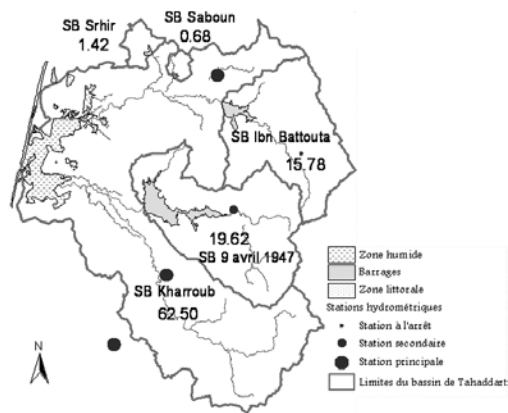 SB Saboun
0.68
SB Srhir
1.42
SB Ibn Battouta
15.78
19.62
SB 9 avril 1947
SB Kharroub
62.50
N
Zone humide
Barrages
Zone littorale
Stations hydrométriques
Station à l'arrêt
Station secondaire
Station principale
Limites du bassin de Tahaddart